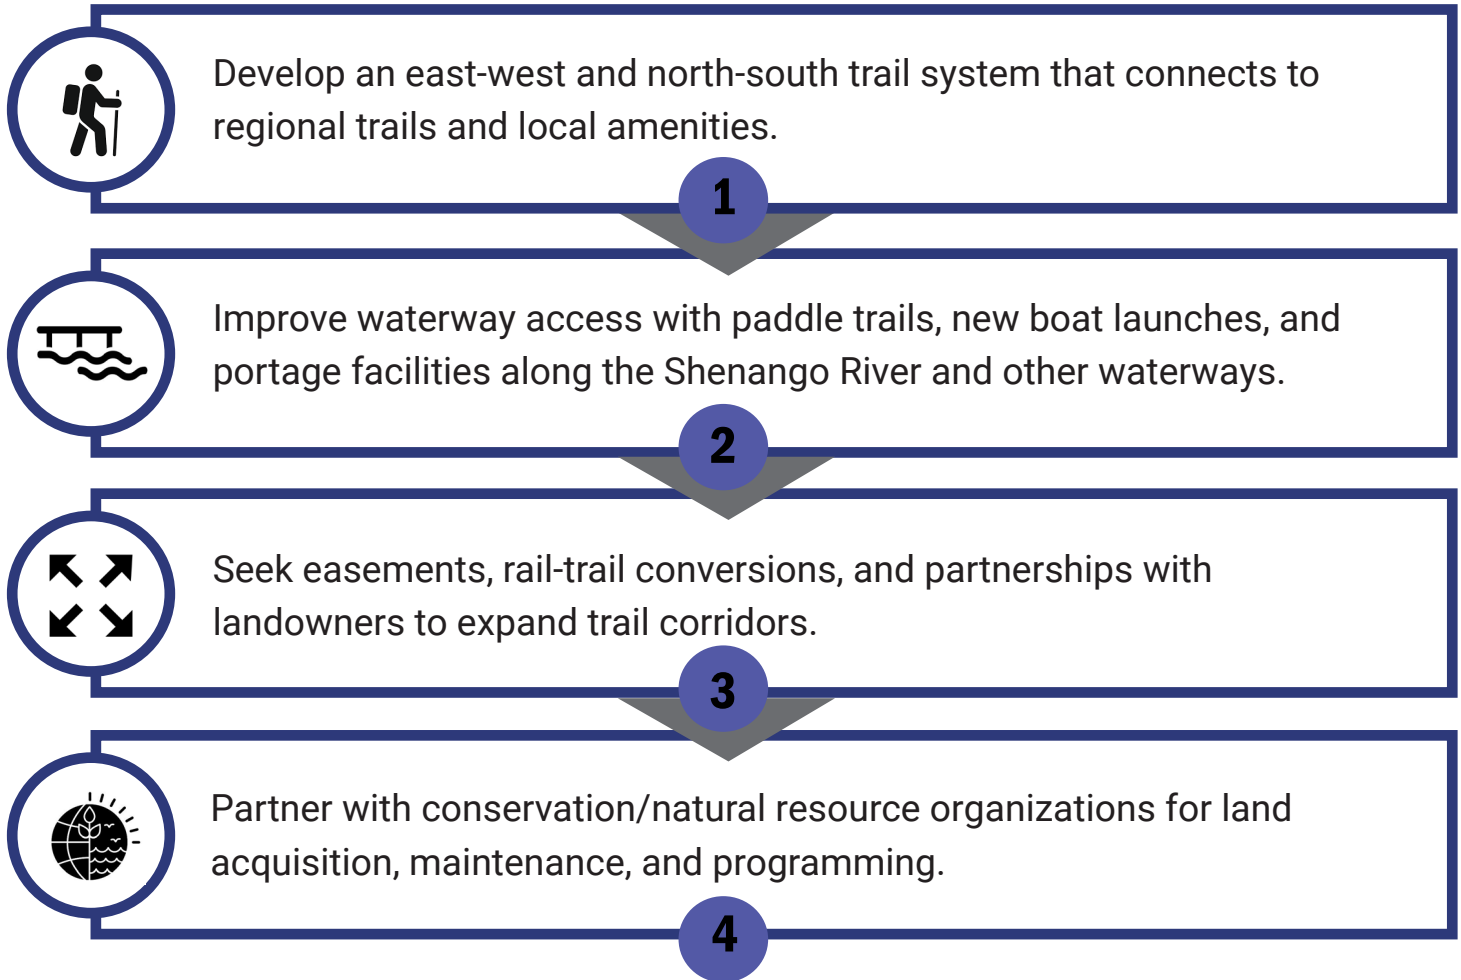 Develop an east-west and north-south trail system that connects to
regional trails and local amenities.
1
Improve waterway access with paddle trails, new boat launches, and
portage facilities along the Shenango River and other waterways.
2
Seek easements, rail-trail conversions, and partnerships with
landowners to expand trail corridors.
3
Partner with conservation/natural resource organizations for land
acquisition, maintenance, and programming.
4